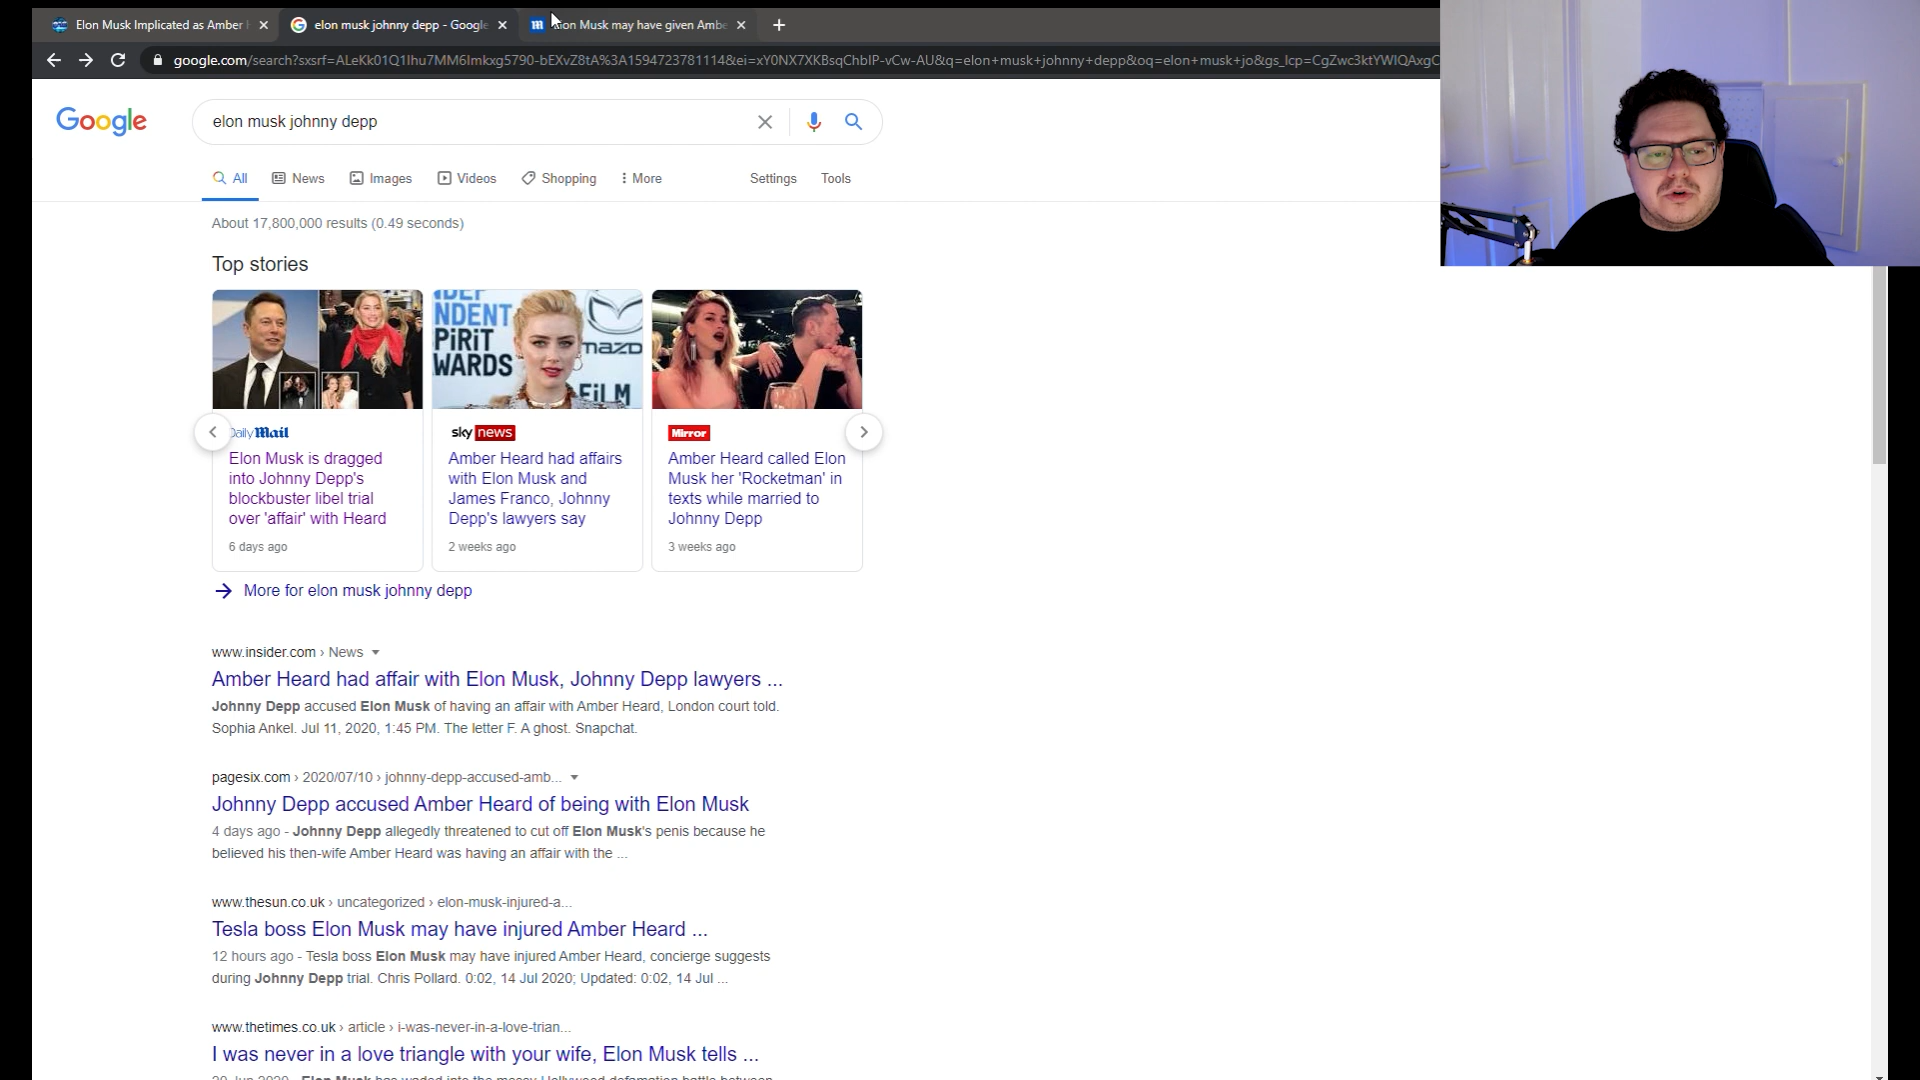 Elon Musk Implicated as Amber
elon musk johnny depp - Google
Elon Musk may have given Ambe
google.com/search?sxsrf=ALeKk01Q1Ihu7MM6Imkxg5790-bEXvZ8tA%3A1594723781114&ei=xY0NX7XKBsqChbIP-vCw-AU&q=elon+musk+johnny+depp&oq=elon+musk+jo&gs_lcp=CgZwc3ktYWIQAxgC
Google
elon musk johnny depp
All News Images Videos Shopping More Settings Tools
About 17,800,000 results (0.49 seconds)
Top stories
NDENT
PiRiT
WARDS
mazd
FiLM
Daily Mail
Elon Musk is dragged
into Johnny Depp's
blockbuster libel trial
over 'affair' with Heard
6 days ago
sky news
Amber Heard had affairs
with Elon Musk and
James Franco, Johnny
Depp's lawyers say
2 weeks ago
Mirror
Amber Heard called Elon
Musk her 'Rocketman' in
texts while married to
Johnny Depp
3 weeks ago
More for elon musk johnny depp
www.insider.com › News
Amber Heard had affair with Elon Musk, Johnny Depp lawyers ...
Johnny Depp accused Elon Musk of having an affair with Amber Heard, London court told.
Sophia Ankel. Jul 11, 2020, 1:45 PM. The letter F. A ghost. Snapchat.
pagesix.com › 2020/07/10 › johnny-depp-accused-amb...
Johnny Depp accused Amber Heard of being with Elon Musk
4 days ago - Johnny Depp allegedly threatened to cut off Elon Musk's penis because he
believed his then-wife Amber Heard was having an affair with the ...
www.thesun.co.uk › uncategorized › elon-musk-injured-a...
Tesla boss Elon Musk may have injured Amber Heard ...
12 hours ago - Tesla boss Elon Musk may have injured Amber Heard, concierge suggests
during Johnny Depp trial. Chris Pollard. 0:02, 14 Jul 2020; Updated: 0:02, 14 Jul ...
www.thetimes.co.uk › article › i-was-never-in-a-love-trian...
I was never in a love triangle with your wife, Elon Musk tells ...